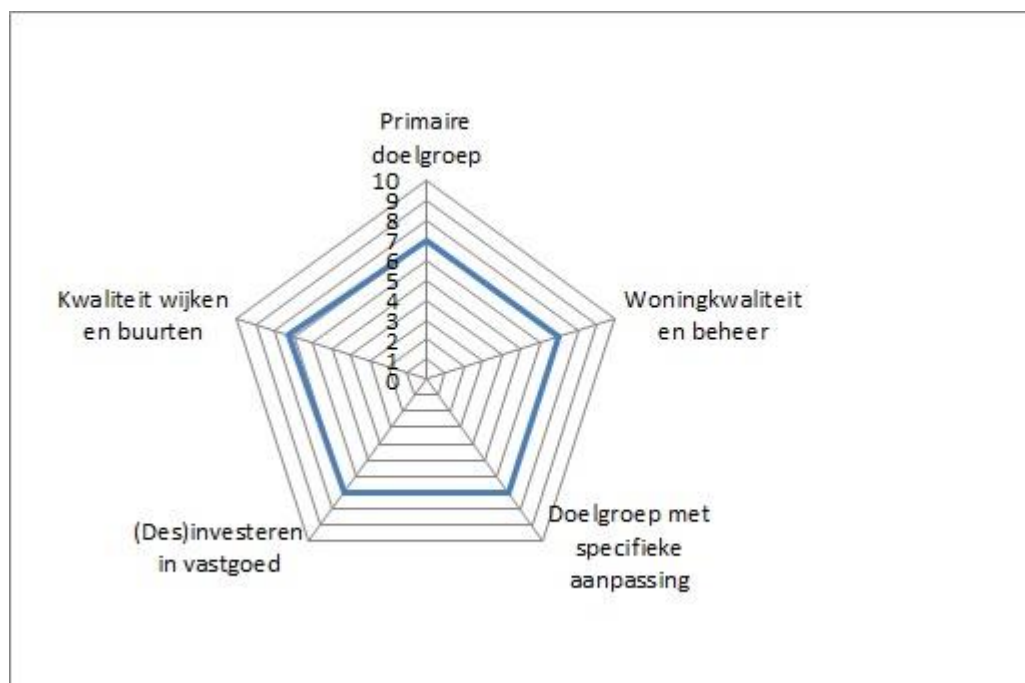 Primaire
doelgroep
10
9
8
7
6
5
4
3
2
1
0
Kwaliteit wijken
en buurten
Woningkwaliteit
en beheer
(Des)investeren
in vastgoed
Doelgroep met
specifieke
aanpassing